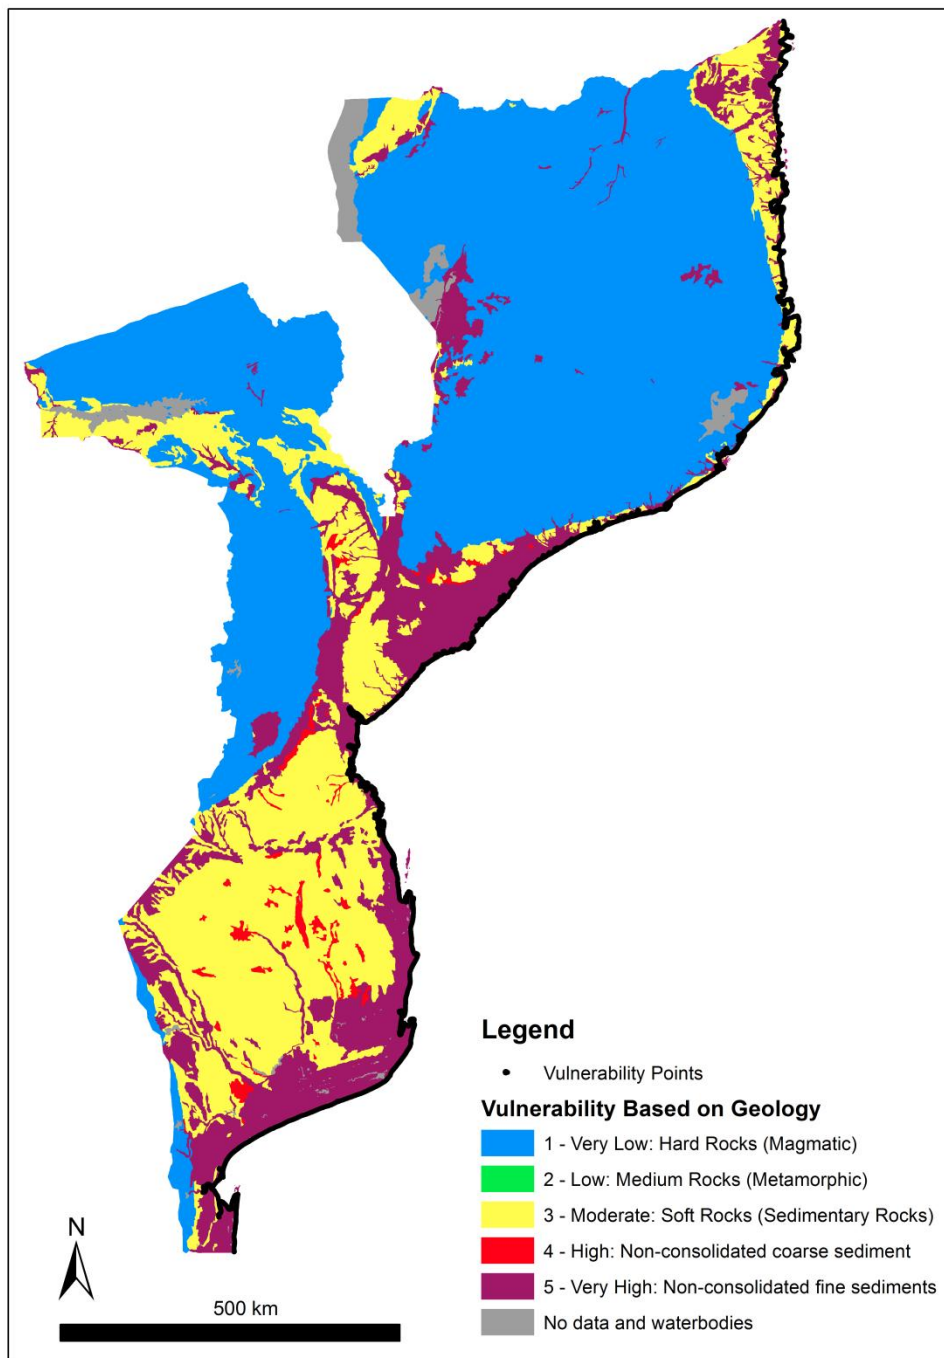 Legend
Vulnerability Points
Vulnerability Based on Geology
1 - Very Low: Hard Rocks (Magmatic)
2 - Low: Medium Rocks (Metamorphic)
3 - Moderate: Soft Rocks (Sedimentary Rocks)
4 - High: Non-consolidated coarse sediment
5 - Very High: Non-consolidated fine sediments
No data and waterbodies
N
500 km